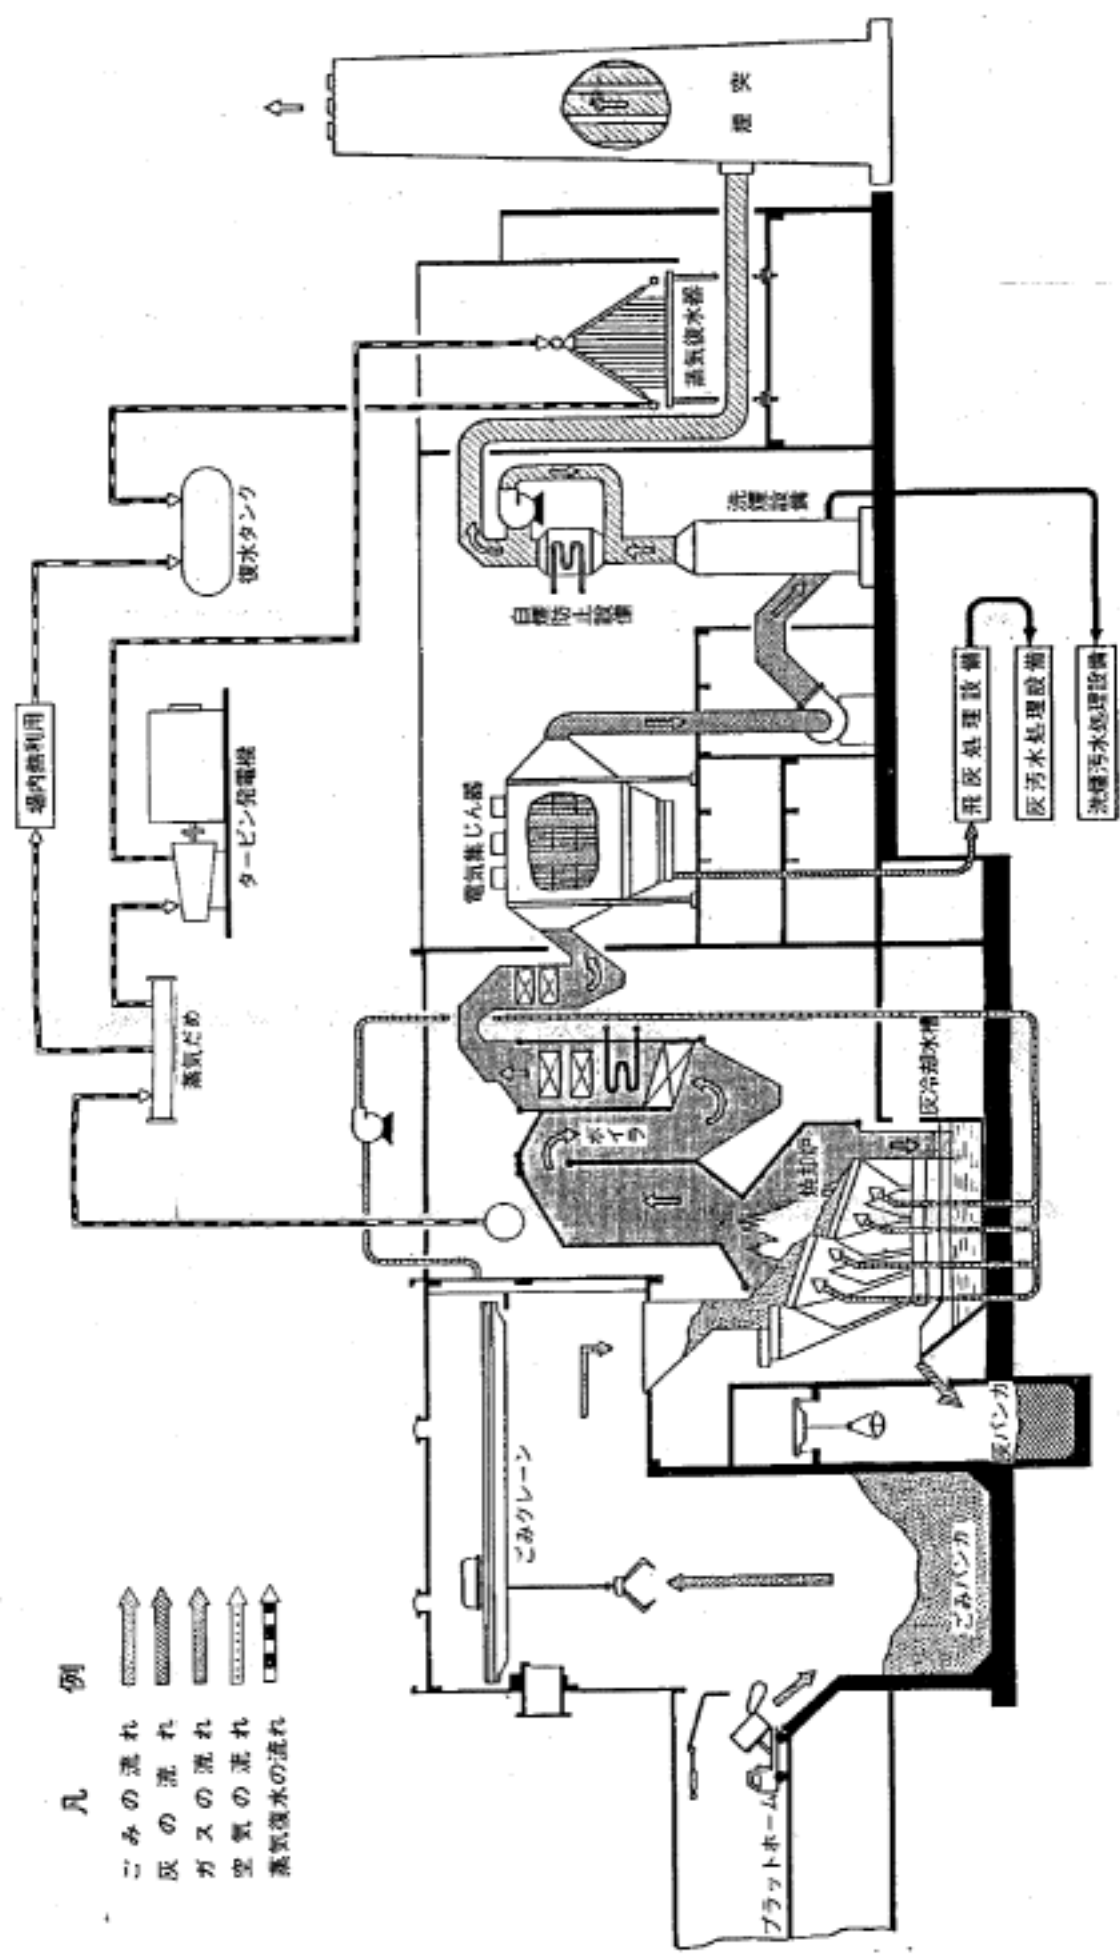 凡例
ごみの流れ
灰の流れ
ガスの流れ
空気の流れ
蒸気復水の流れ
場内熱利用
蒸気だめ
タービン発電機
復水タンク
ごみクレーン
プラットホーム
ごみバンカ
灰バンカ
焼却炉
ボイラ
灰冷却水槽
電気集じん器
白煙防止設備
洗煙設備
蒸気復水器
煙突
飛灰処理設備
灰汚水処理設備
洗煙汚水処理設備